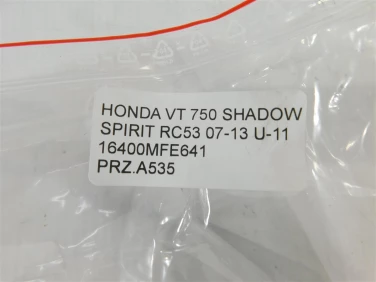 HONDA VT 750 SHADOW
SPIRIT RC53 07-13 U-11
16400MFE641
PRZ.A535